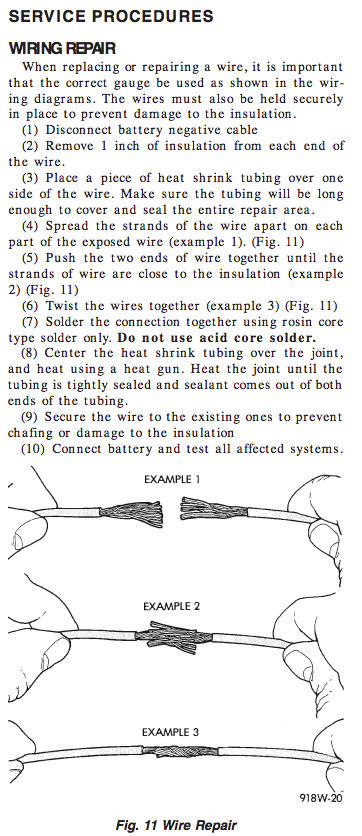 SERVICE PROCEDURES
WIRING REPAIR
When replacing or repairing a wire, it is important
that the correct gauge be used as shown in the wir-
ing diagrams. The wires must also be held securely
in place to prevent damage to the insulation.
(1) Disconnect battery negative cable
(2) Remove 1 inch of insulation from each end of
the wire.
(3) Place a piece of heat shrink tubing over one
side of the wire. Make sure the tubing will be long
enough to cover and seal the entire repair area.
(4) Spread the strands of the wire apart on each
part of the exposed wire (example 1). (Fig. 11)
(5) Push the two ends of wire together until the
strands of wire are close to the insulation (example
2) (Fig. 11)
(6) Twist the wires together (example 3) (Fig. 11)
(7) Solder the connection together using rosin core
type solder only. Do not use acid core solder.
(8) Center the heat shrink tubing over the joint,
and heat using a heat gun. Heat the joint until the
tubing is tightly sealed and sealant comes out of both
ends of the tubing.
(9) Secure the wire to the existing ones to prevent
chafing or damage to the insulation
(10) Connect battery and test all affected systems.
EXAMPLE 1
EXAMPLE 2
EXAMPLE 3
918W-20
Fig. 11 Wire Repair